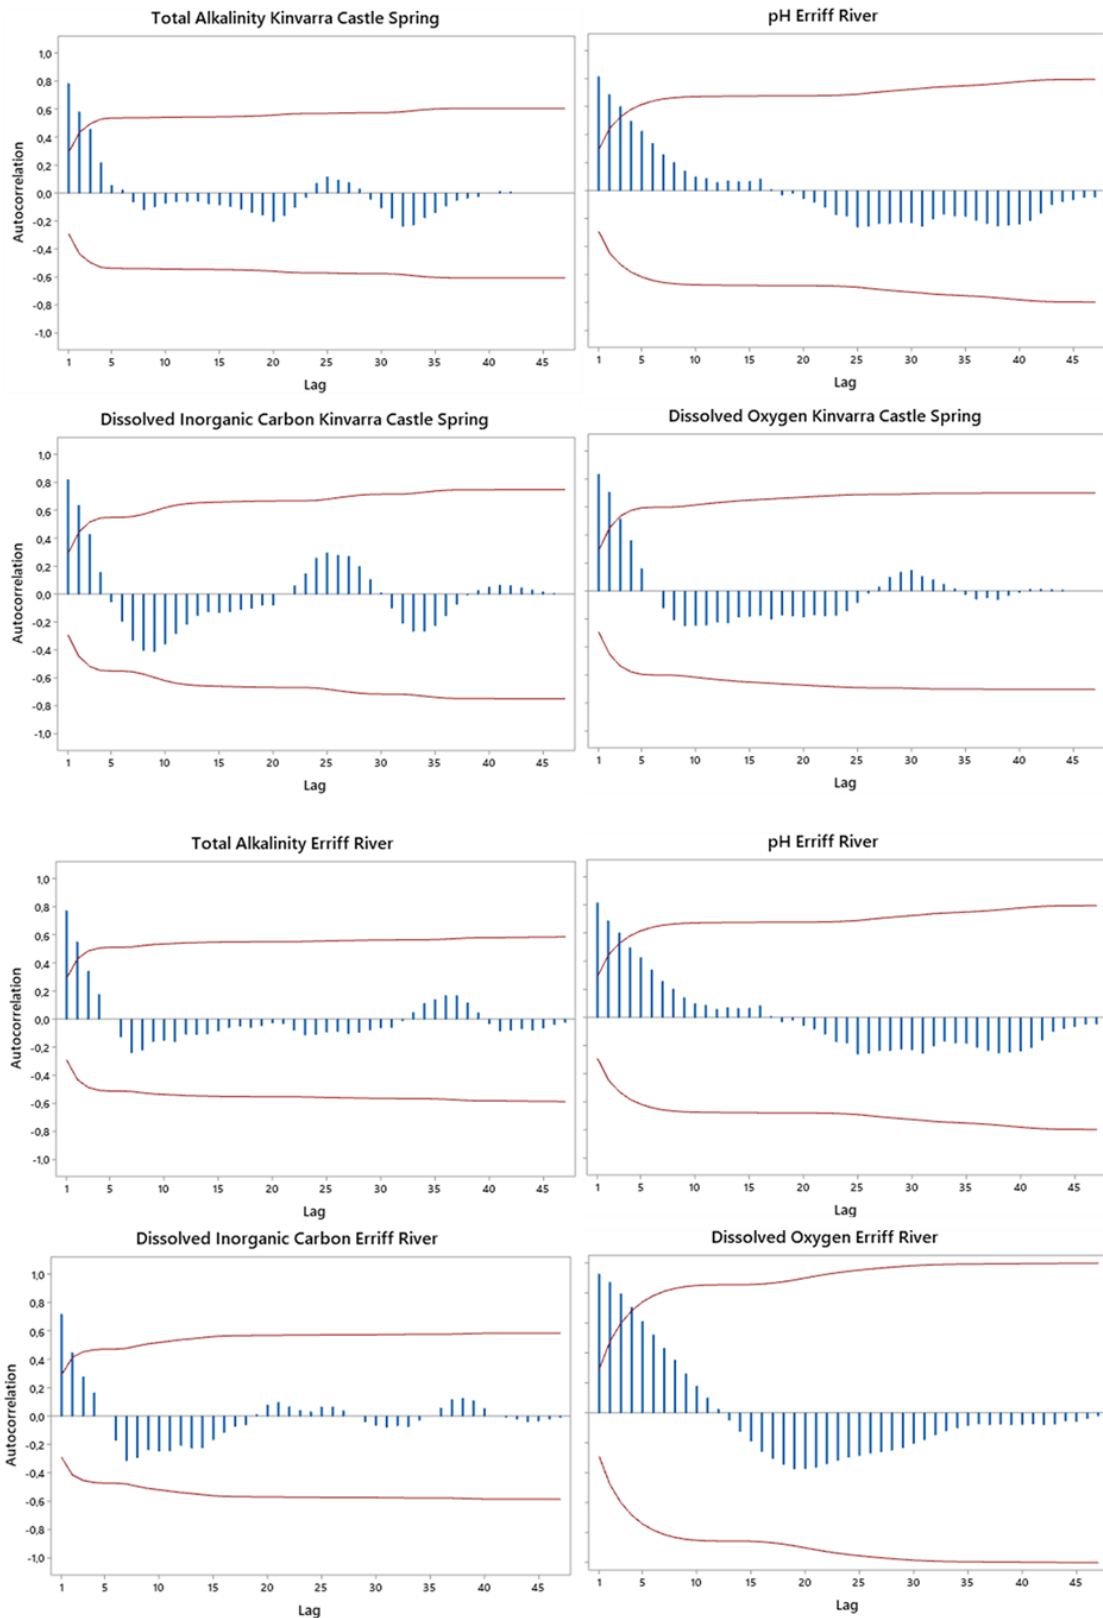 Total Alkalinity Kinvarra Castle Spring
1,0
0,8
0,6
0,4
0,2
0,0
-0,2
-0,4
-0,6
-0,8
-1,0
Autocorrelation
1 5 10 15 20 25 30 35 40 45
Lag
pH Erriff River
1 5 10 15 20 25 30 35 40 45
Lag
Dissolved Inorganic Carbon Kinvarra Castle Spring
1,0
0,8
0,6
0,4
0,2
0,0
-0,2
-0,4
-0,6
-0,8
-1,0
Autocorrelation
1 5 10 15 20 25 30 35 40 45
Lag
Dissolved Oxygen Kinvarra Castle Spring
1 5 10 15 20 25 30 35 40 45
Lag
Total Alkalinity Erriff River
1,0
0,8
0,6
0,4
0,2
0,0
-0,2
-0,4
-0,6
-0,8
-1,0
Autocorrelation
1 5 10 15 20 25 30 35 40 45
Lag
pH Erriff River
1 5 10 15 20 25 30 35 40 45
Lag
Dissolved Inorganic Carbon Erriff River
1,0
0,8
0,6
0,4
0,2
0,0
-0,2
-0,4
-0,6
-0,8
-1,0
Autocorrelation
1 5 10 15 20 25 30 35 40 45
Lag
Dissolved Oxygen Erriff River
1 5 10 15 20 25 30 35 40 45
Lag